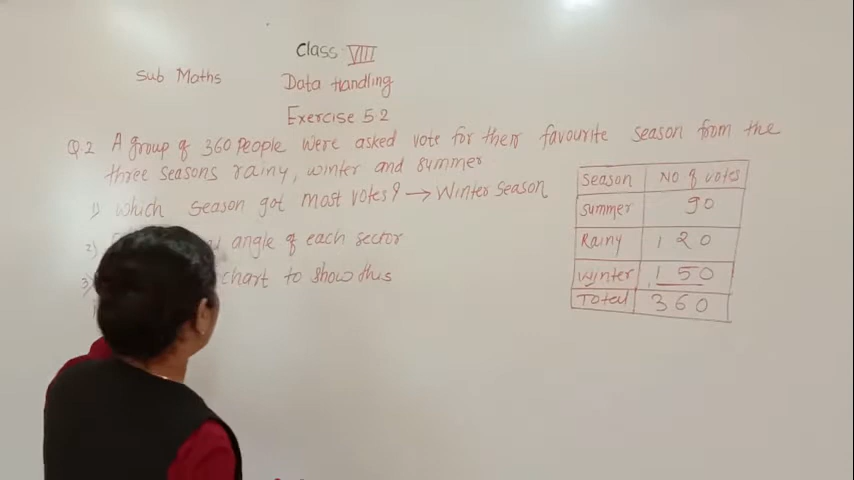 Class VIII
Sub Maths
Data Handling
Exercise 5.2
Q.2 A group of 360 people were asked vote for their favourite season from the
three seasons rainy, winter and summer
1) which season got most votes? → Winter season
2) angle of each sector
3) chart to show this
Season No of votes
Summer 90
Rainy 120
Winter 150
Total 360